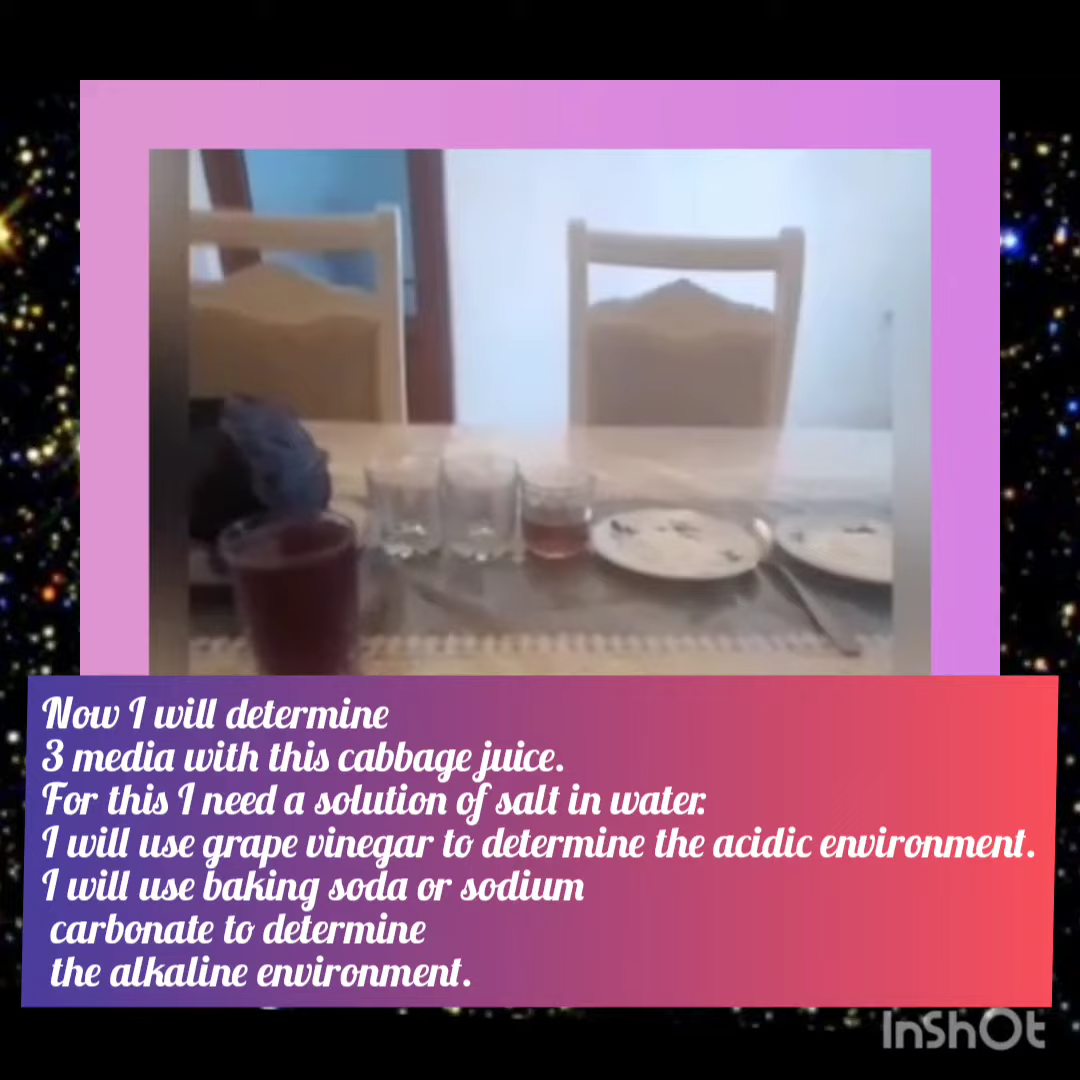 Now I will determine
3 media with this cabbage juice.
For this I need a solution of salt in water.
I will use grape vinegar to determine the acidic environment.
I will use baking soda or sodium
carbonate to determine
the alkaline environment.
InShOt